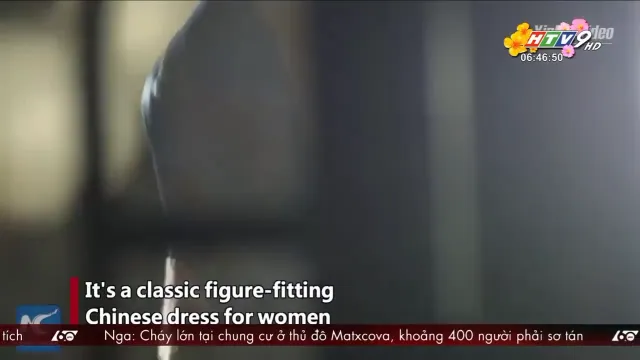 HTV9 HD
06:46:50
It's a classic figure-fitting
Chinese dress for women
tích 60 Nga: Cháy lớn tại chung cư ở thủ đô Matxcova, khoảng 400 người phải sơ tán